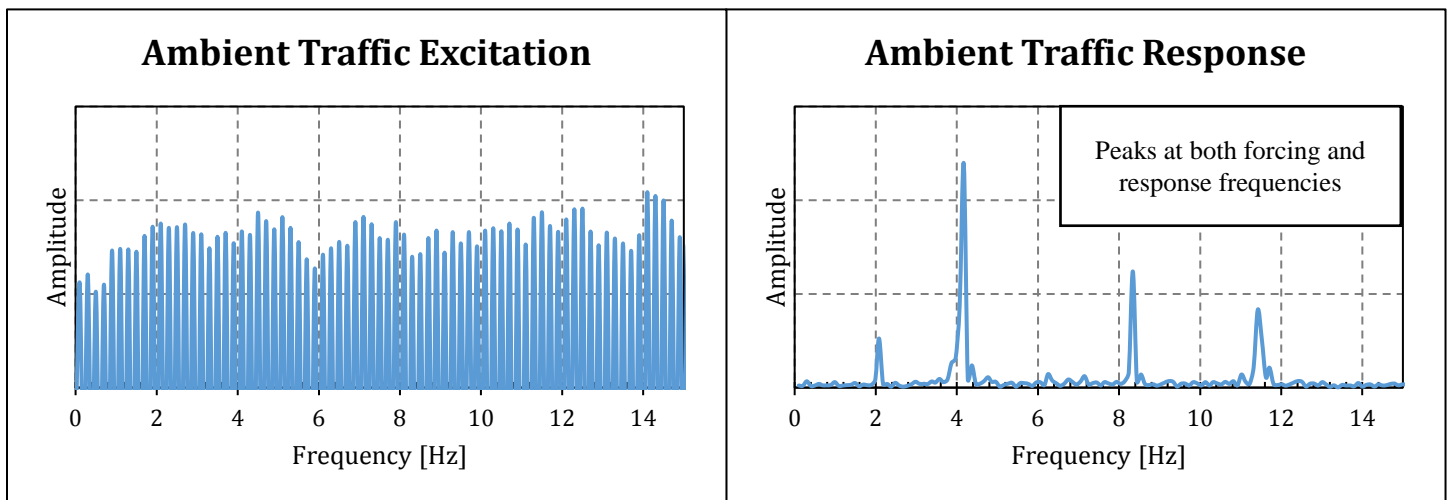 Ambient Traffic Excitation
Amplitude
0 2 4 6 8 10 12 14
Frequency [Hz]
Ambient Traffic Response
Peaks at both forcing and
response frequencies
Amplitude
0 2 4 6 8 10 12 14
Frequency [Hz]